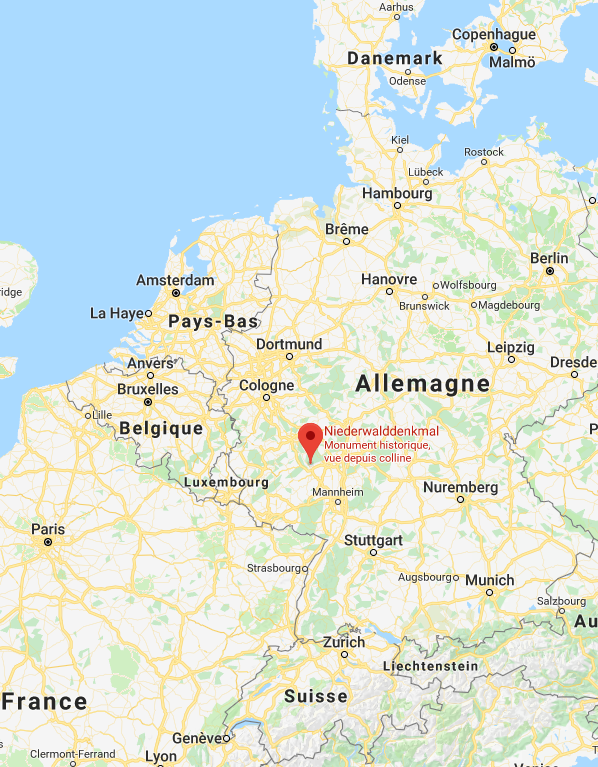 Aarhus
Copenhague
Danemark
Malmö
Odense
Kiel
Rostock
Lübeck
Hambourg
Brême
Berlin
Amsterdam
Hanovre
Wolfsbourg
ridge
Brunswick
Magdebourg
La Haye
Pays-Bas
Dortmund
Leipzig
Anvers
Dresde
Bruxelles
Cologne
Allemagne
Lille
Belgique
Niederwalddenkmal
Monument historique,
vue depuis colline
P
Luxembourg
Mannheim
Nuremberg
Paris
Stuttgart
Strasbourg
Augsbourg
Munich
Salzbourg
Au
Zurich
Liechtenstein
France
Suisse
Genève
Clermont-Ferrand
Lyon
Venise